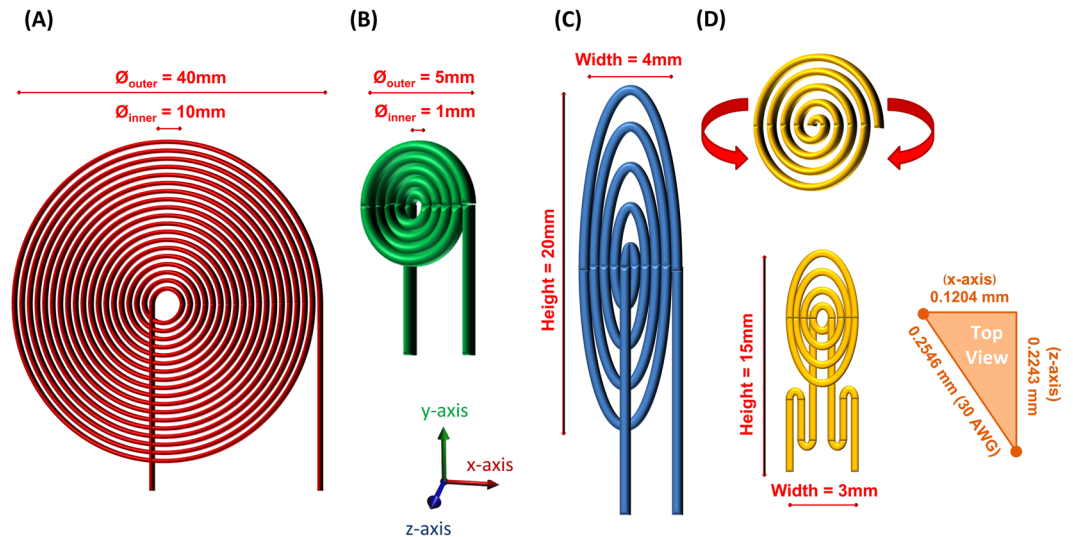 (A)
Øouter = 40mm
Øinner = 10mm
(B)
Øouter = 5mm
Øinner = 1mm
y-axis
x-axis
z-axis
(C)
Width = 4mm
Height = 20mm
(D)
Height = 15mm
Width = 3mm
(x-axis)
0.1204 mm
Top
View
(z-axis)
0.2243 mm
0.2546 mm (30 AWG)